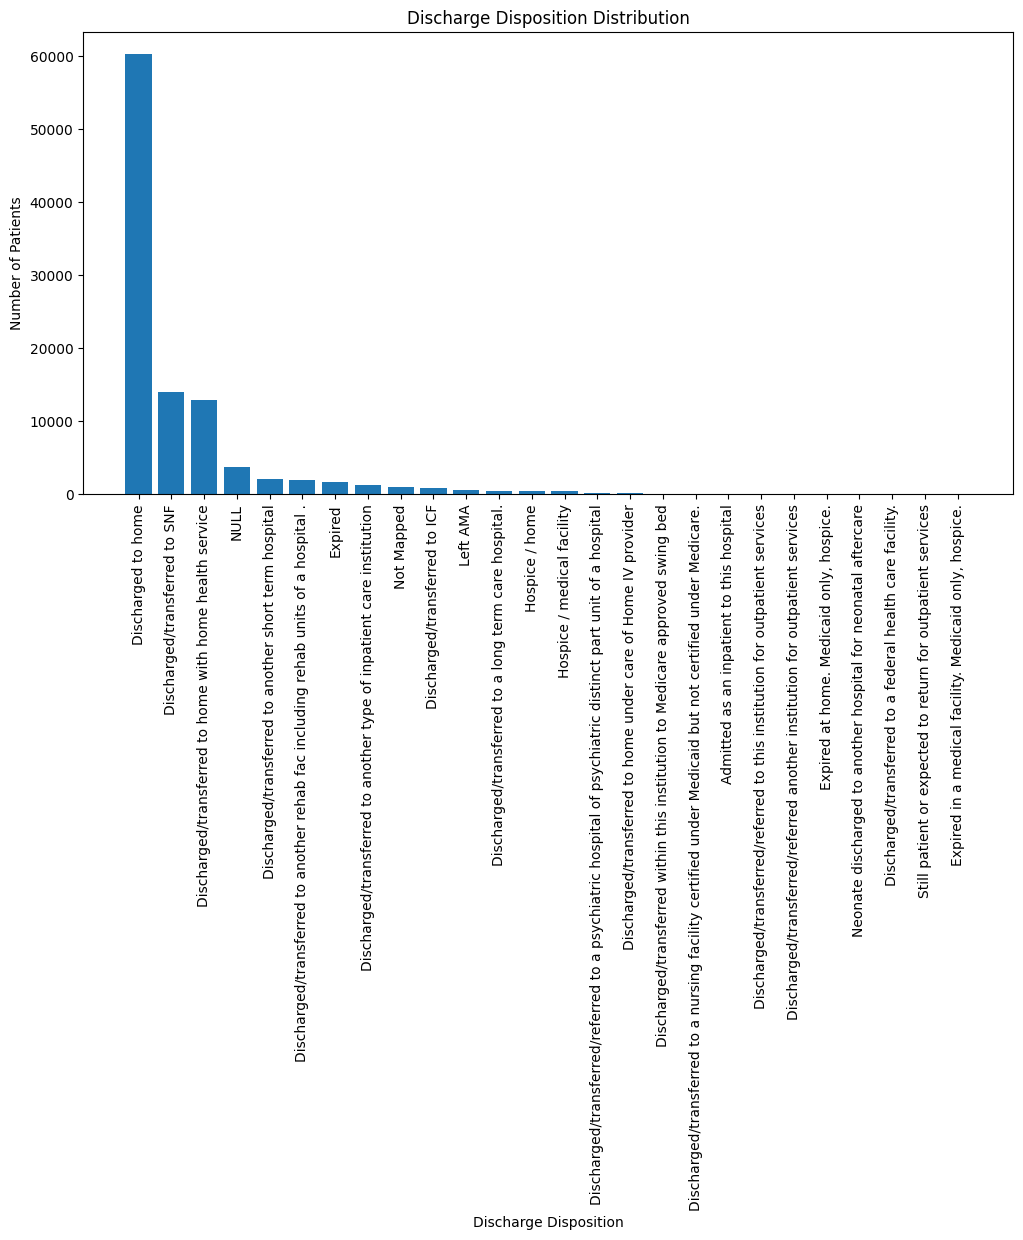 Discharge Disposition Distribution
Number of Patients
60000
50000
40000
30000
20000
10000
0
Discharged to home
Discharged/transferred to SNF
Discharged/transferred to home with home health service
NULL
Discharged/transferred to another short term hospital
Discharged/transferred to another rehab fac including rehab units of a hospital .
Expired
Discharged/transferred to another type of inpatient care institution
Not Mapped
Discharged/transferred to ICF
Left AMA
Discharged/transferred to a long term care hospital.
Hospice / home
Hospice / medical facility
Discharged/transferred/referred to a psychiatric hospital of psychiatric distinct part unit of a hospital
Discharged/transferred to home under care of Home IV provider
Discharged/transferred within this institution to Medicare approved swing bed
Discharged/transferred to a nursing facility certified under Medicaid but not certified under Medicare.
Admitted as an inpatient to this hospital
Discharged/transferred/referred to this institution for outpatient services
Discharged/transferred/referred another institution for outpatient services
Expired at home. Medicaid only, hospice.
Neonate discharged to another hospital for neonatal aftercare
Discharged/transferred to a federal health care facility.
Still patient or expected to return for outpatient services
Expired in a medical facility. Medicaid only, hospice.
Discharge Disposition